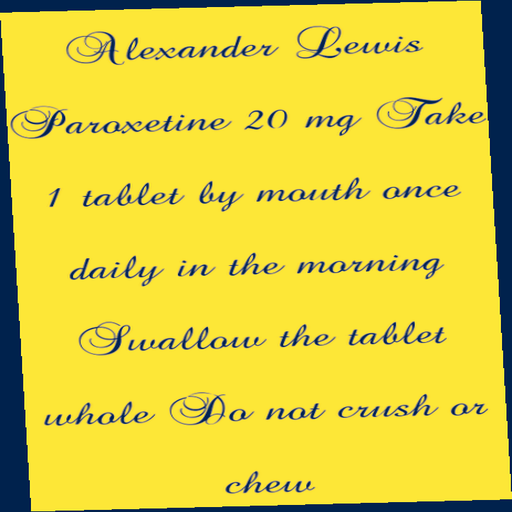 Alexander Lewis
Paroxetine 20 mg Take
1 tablet by mouth once
daily in the morning
Swallow the tablet
whole Do not crush or
chew